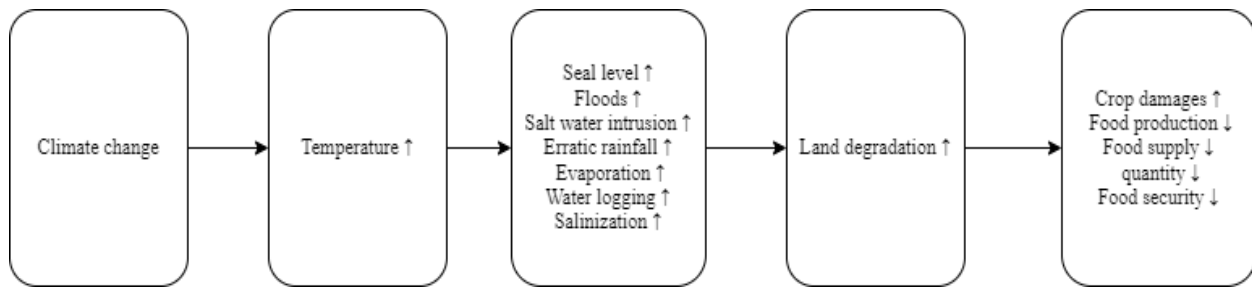 Climate change
Temperature ↑
Seal level ↑
Floods ↑
Salt water intrusion ↑
Erratic rainfall ↑
Evaporation ↑
Water logging ↑
Salinization ↑
Land degradation ↑
Crop damages ↑
Food production ↓
Food supply ↓
quantity ↓
Food security ↓